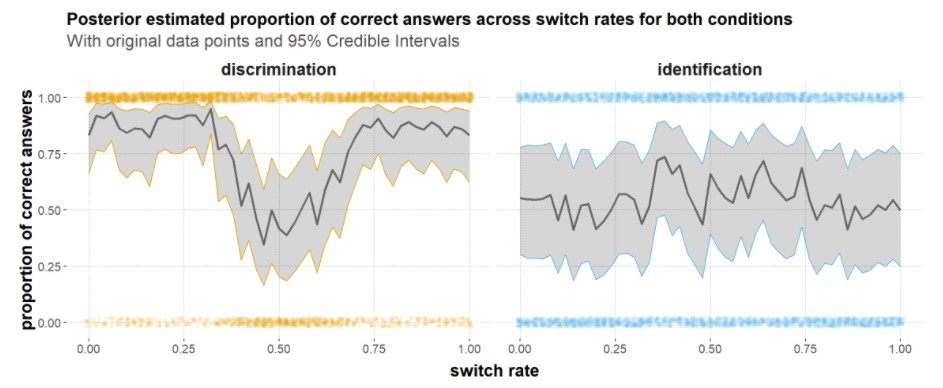 Posterior estimated proportion of correct answers across switch rates for both conditions
With original data points and 95% Credible Intervals
discrimination
identification
proportion of correct answers
1.00
0.75
0.50
0.25
0.00
0.00 0.25 0.50 0.75 1.00
0.00 0.25 0.50 0.75 1.00
switch rate